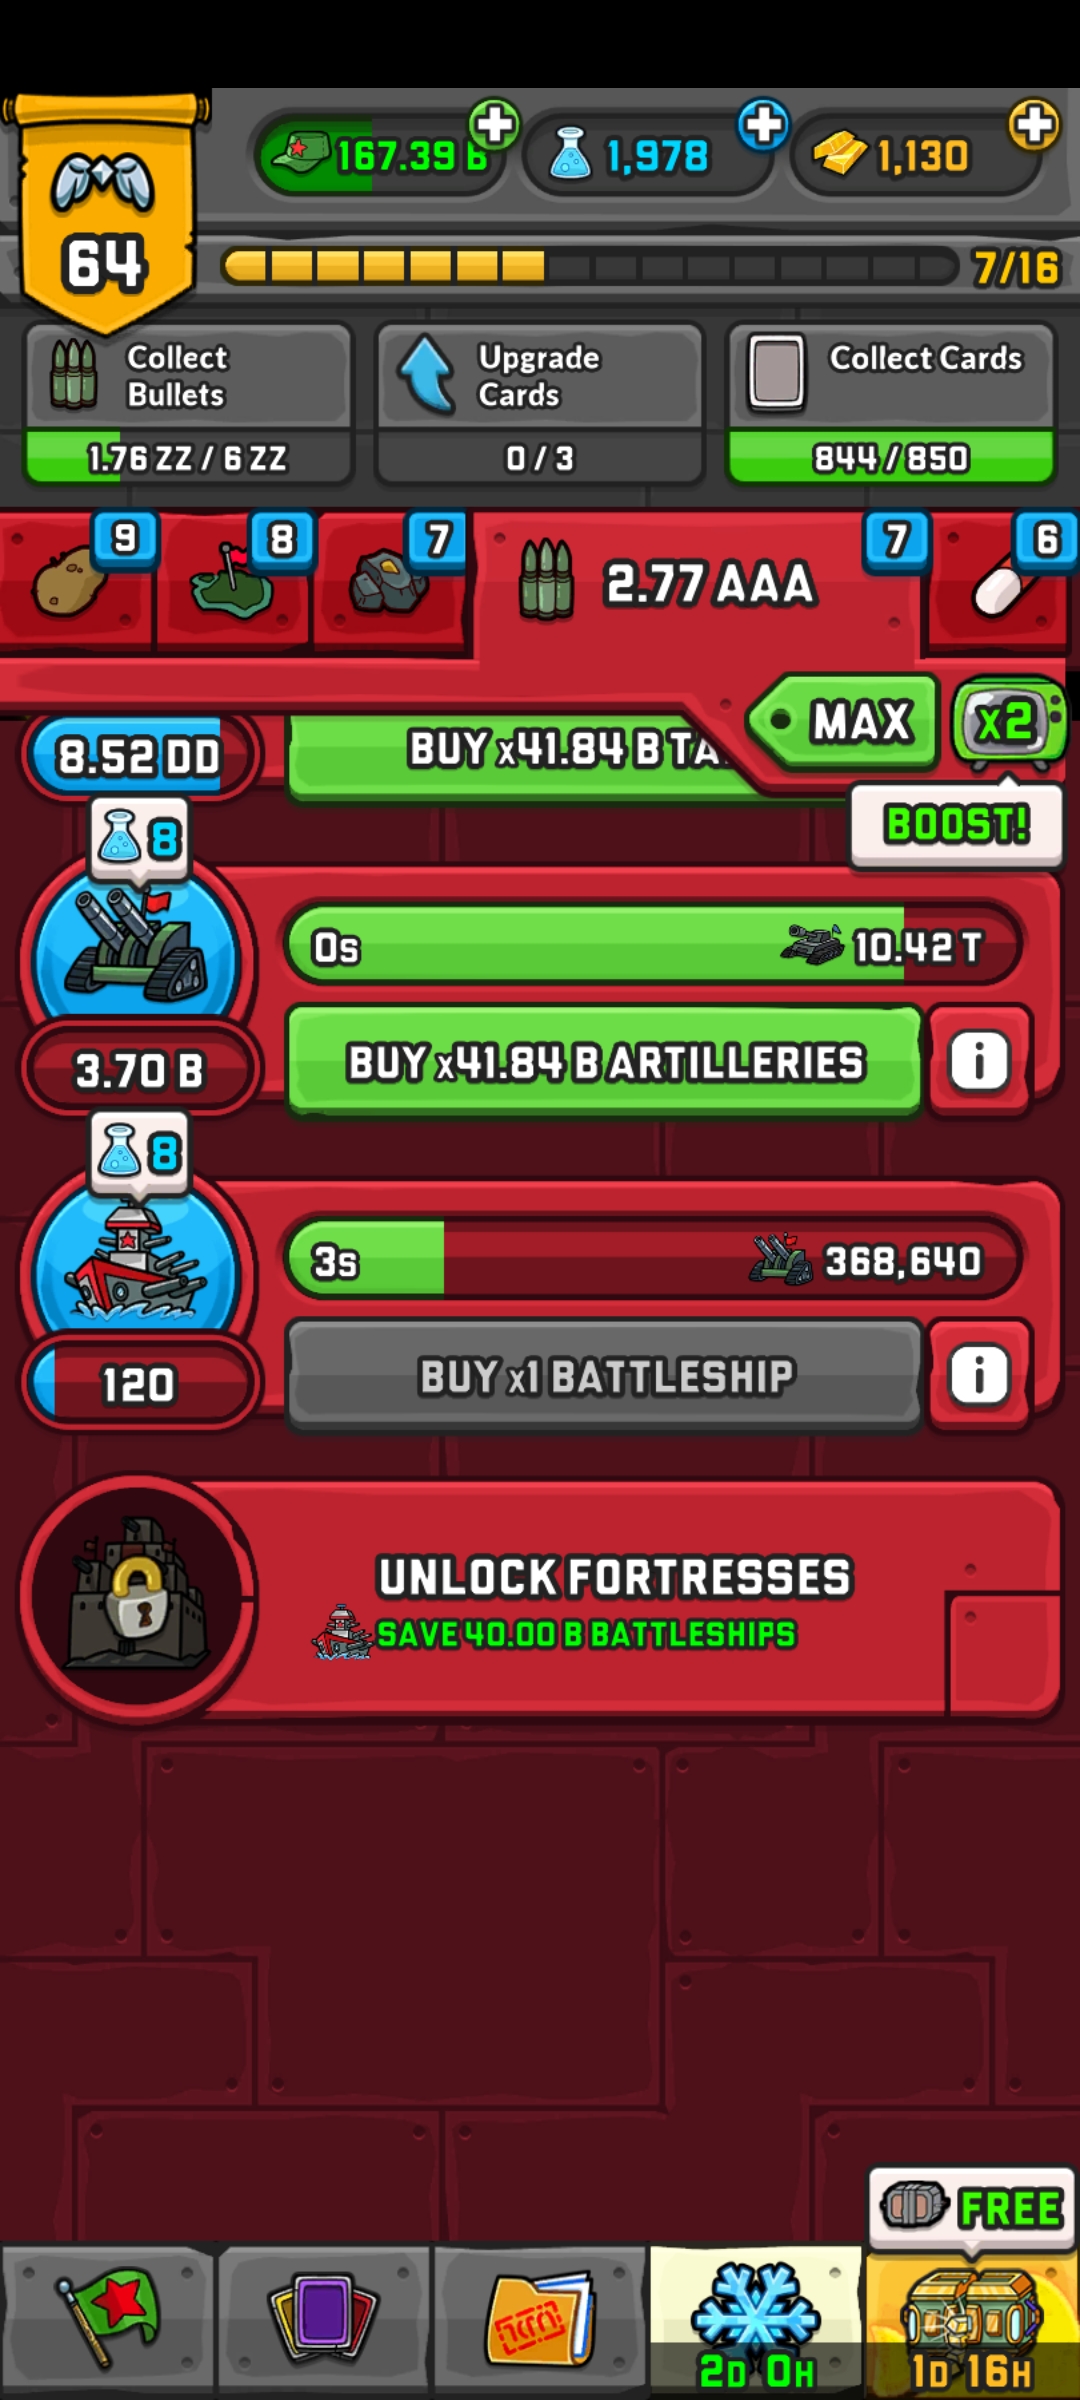 64
167.39 B
1,978
1,130
7/16
Collect
Bullets
1.76 ZZ / 6 ZZ
Upgrade
Cards
0 / 3
Collect Cards
844 / 850
9
8
7
2.77 AAA
7
6
MAX
x2
BOOST!
8.52 DD
BUY x41.84 B TA
8
0s
10.42 T
3.70 B
BUY x41.84 B ARTILLERIES
i
8
3s
368,640
120
BUY x1 BATTLESHIP
i
UNLOCK FORTRESSES
SAVE 40.00 B BATTLESHIPS
FREE
2D 0H
1D 16H